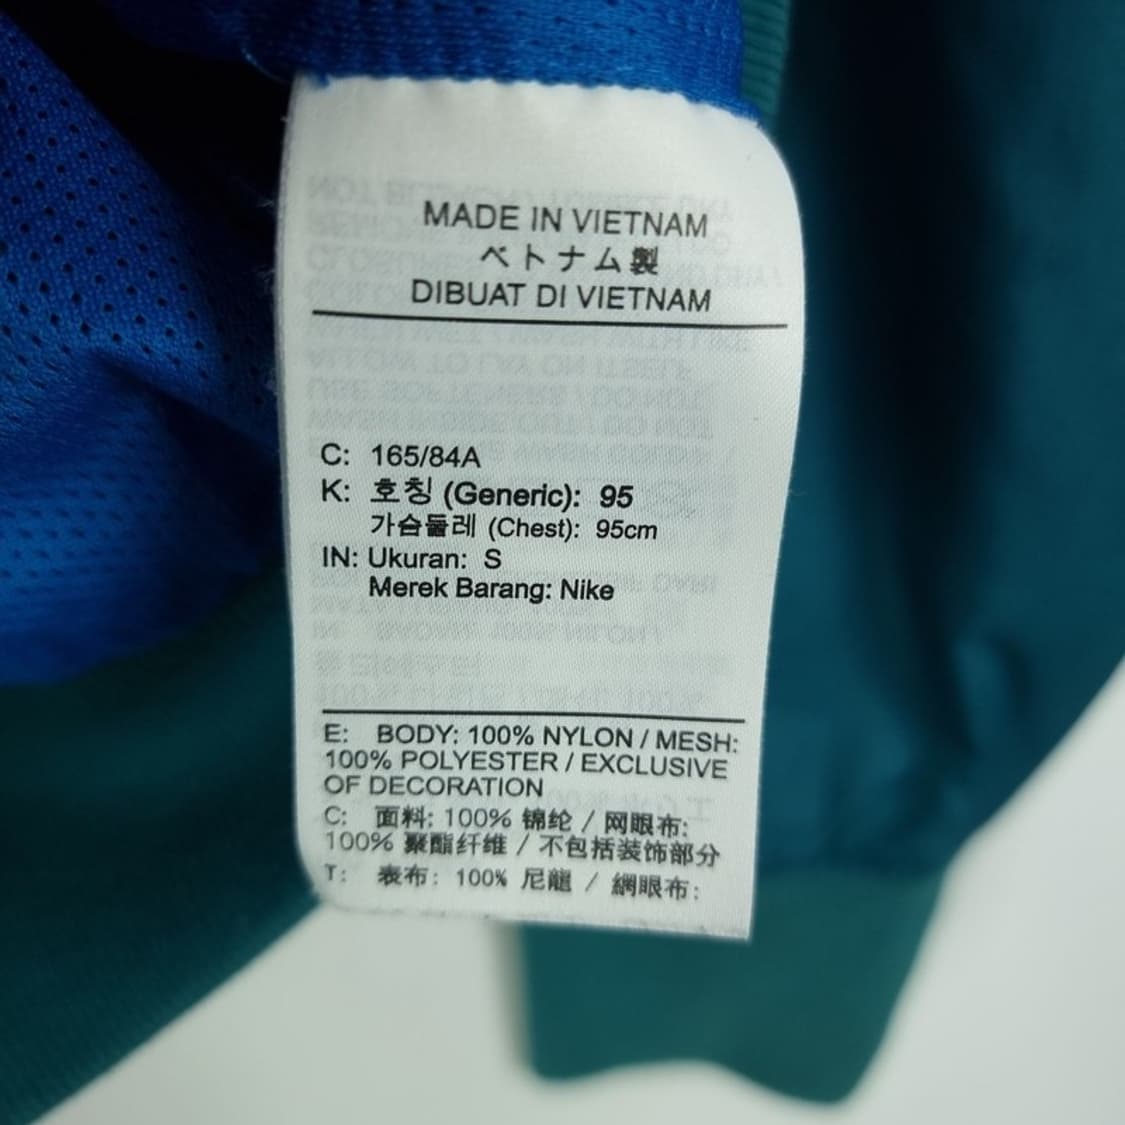 MADE IN VIETNAM
ベトナム製
DIBUAT DI VIETNAM
C: 165/84A
K: 호칭 (Generic): 95
가슴둘레 (Chest): 95cm
IN: Ukuran: S
Merek Barang: Nike
E: BODY: 100% NYLON / MESH:
100% POLYESTER / EXCLUSIVE
OF DECORATION
C: 面料: 100% 锦纶 / 网眼布:
100% 聚酯纤维 / 不包括装饰部分
T: 表布: 100% 尼龍 / 網眼布: